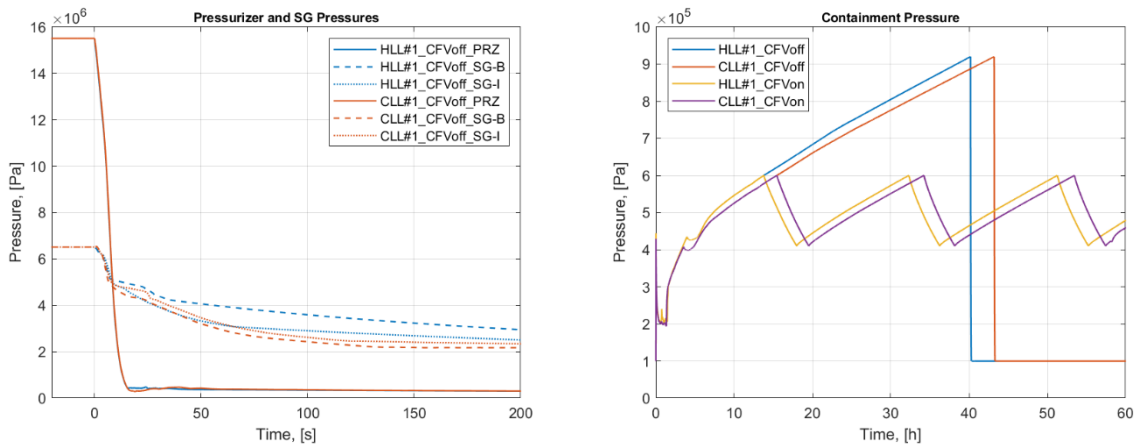 Pressurizer and SG Pressures
×10⁶
16
14
12
10
8
6
4
2
0
Pressure, [Pa]
HLL#1_CFVoff_PRZ
HLL#1_CFVoff_SG-B
HLL#1_CFVoff_SG-I
CLL#1_CFVoff_PRZ
CLL#1_CFVoff_SG-B
CLL#1_CFVoff_SG-I
0 50 100 150 200
Time, [s]
Containment Pressure
×10⁵
10
9
8
7
6
5
4
3
2
1
0
Pressure, [Pa]
HLL#1_CFVoff
CLL#1_CFVoff
HLL#1_CFVon
CLL#1_CFVon
0 10 20 30 40 50 60
Time, [h]